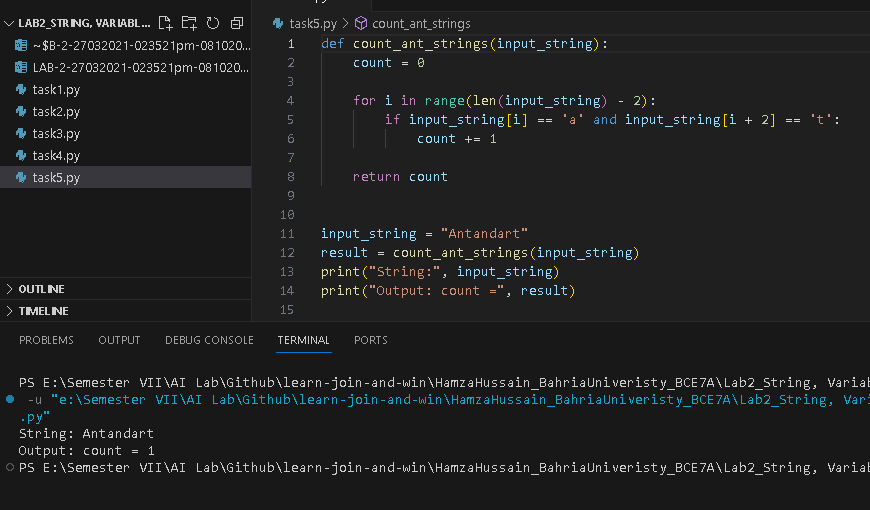 LAB2_STRING, VARIABL...
~$B-2-27032021-023521pm-081020...
LAB-2-27032021-023521pm-081020...
task1.py
task2.py
task3.py
task4.py
task5.py
OUTLINE
TIMELINE
task5.py > count_ant_strings
1 def count_ant_strings(input_string):
2 count = 0
3
4 for i in range(len(input_string) - 2):
5 if input_string[i] == 'a' and input_string[i + 2] == 't':
6 count += 1
7
8 return count
9
10
11 input_string = "Antandart"
12 result = count_ant_strings(input_string)
13 print("String:", input_string)
14 print("Output: count =", result)
15
PROBLEMS OUTPUT DEBUG CONSOLE TERMINAL PORTS
PS E:\Semester VII\AI Lab\Github\learn-join-and-win\HamzaHussain_BahriaUniveristy_BCE7A\Lab2_String, Variab
-u "e:\Semester VII\AI Lab\Github\learn-join-and-win\HamzaHussain_BahriaUniveristy_BCE7A\Lab2_String, Vari
.py"
String: Antandart
Output: count = 1
PS E:\Semester VII\AI Lab\Github\learn-join-and-win\HamzaHussain_BahriaUniveristy_BCE7A\Lab2_String, Variab